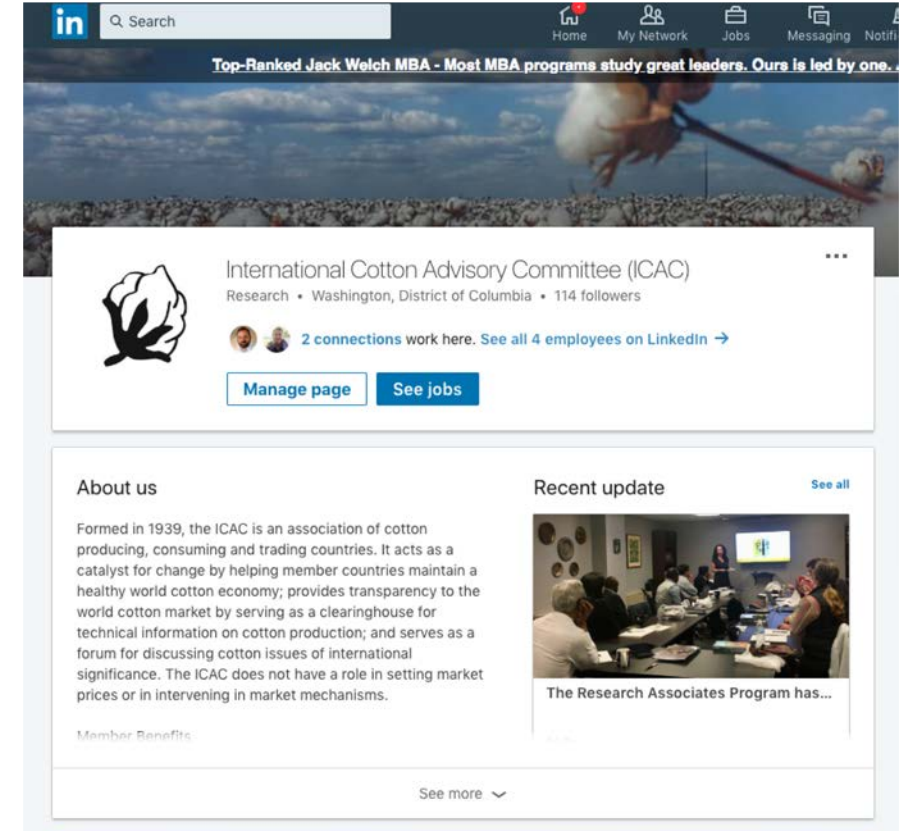 in
Search
Home
My Network
Jobs
Messaging
Top-Ranked Jack Welch MBA - Most MBA programs study great leaders. Ours is led by one.
International Cotton Advisory Committee (ICAC)
Research • Washington, District of Columbia • 114 followers
2 connections work here. See all 4 employees on LinkedIn →
Manage page
See jobs
About us
Formed in 1939, the ICAC is an association of cotton
producing, consuming and trading countries. It acts as a
catalyst for change by helping member countries maintain a
healthy world cotton economy; provides transparency to the
world cotton market by serving as a clearinghouse for
technical information on cotton production; and serves as a
forum for discussing cotton issues of international
significance. The ICAC does not have a role in setting market
prices or in intervening in market mechanisms.
Member Benefits
Recent update
See all
The Research Associates Program has...
See more